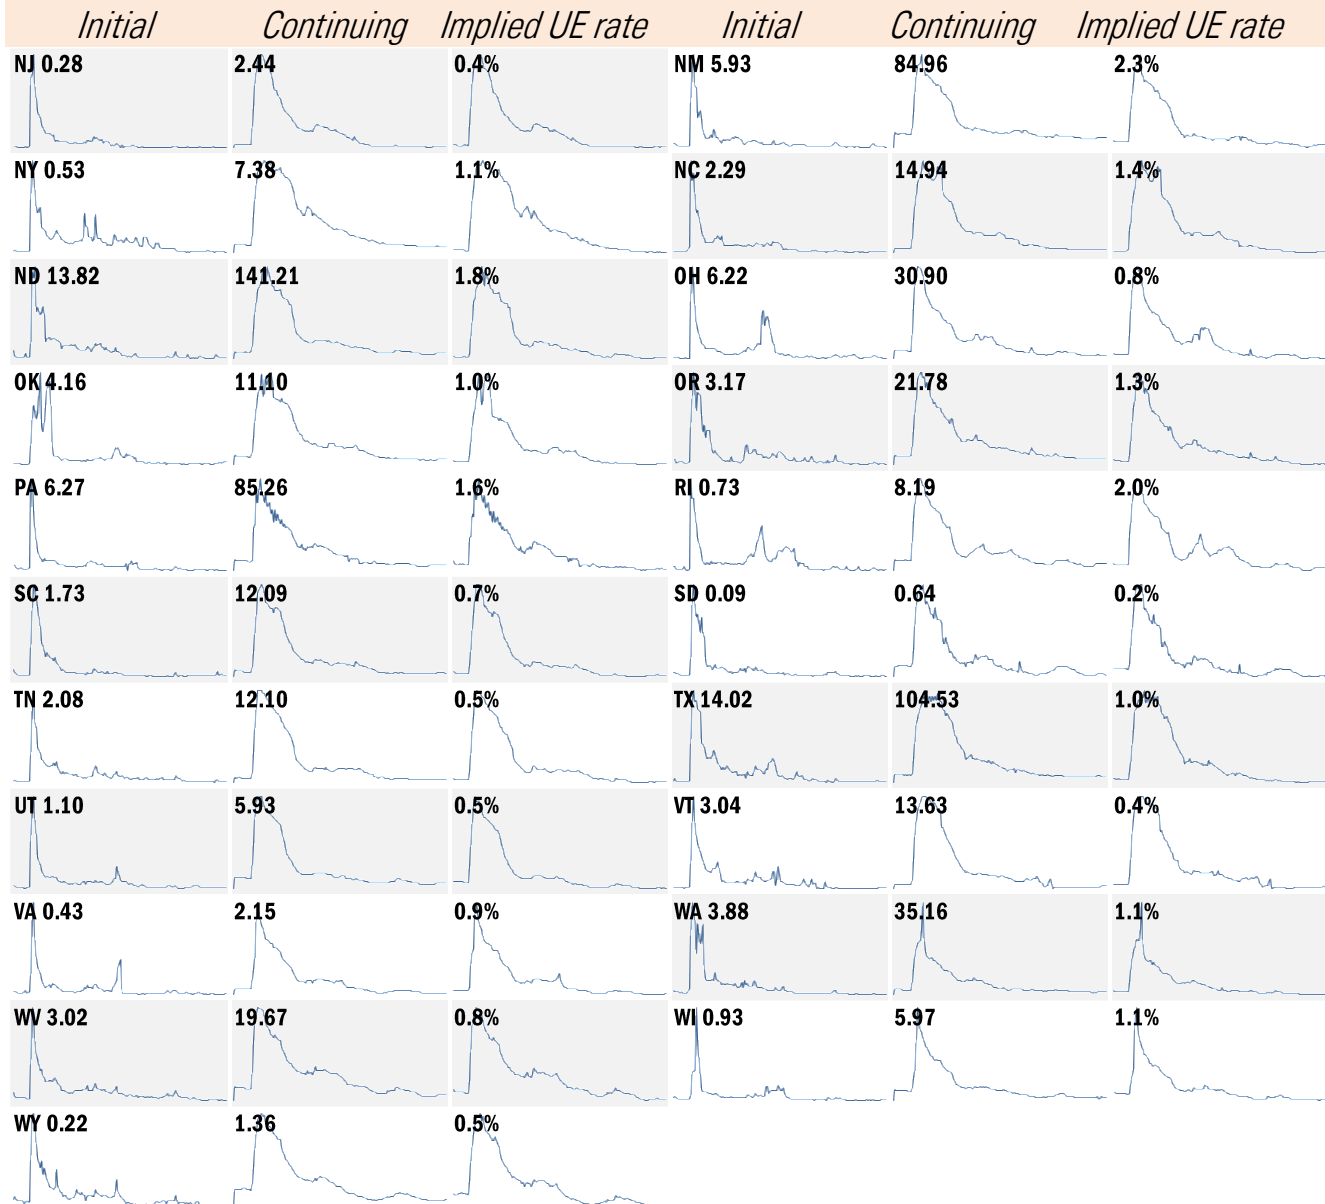 Initial Continuing Implied UE rate Initial Continuing Implied UE rate
NJ 0.28 2.44 0.4% NM 5.93 84.96 2.3%
NY 0.53 7.38 1.1% NC 2.29 14.94 1.4%
ND 13.82 141.21 1.8% OH 6.22 30.90 0.8%
OK 4.16 11.10 1.0% OR 3.17 21.78 1.3%
PA 6.27 85.26 1.6% RI 0.73 8.19 2.0%
SC 1.73 12.09 0.7% SD 0.09 0.64 0.2%
TN 2.08 12.10 0.5% TX 14.02 104.53 1.0%
UT 1.10 5.93 0.5% VT 3.04 13.63 0.4%
VA 0.43 2.15 0.9% WA 3.88 35.16 1.1%
WV 3.02 19.67 0.8% WI 0.93 5.97 1.1%
WY 0.22 1.36 0.5%